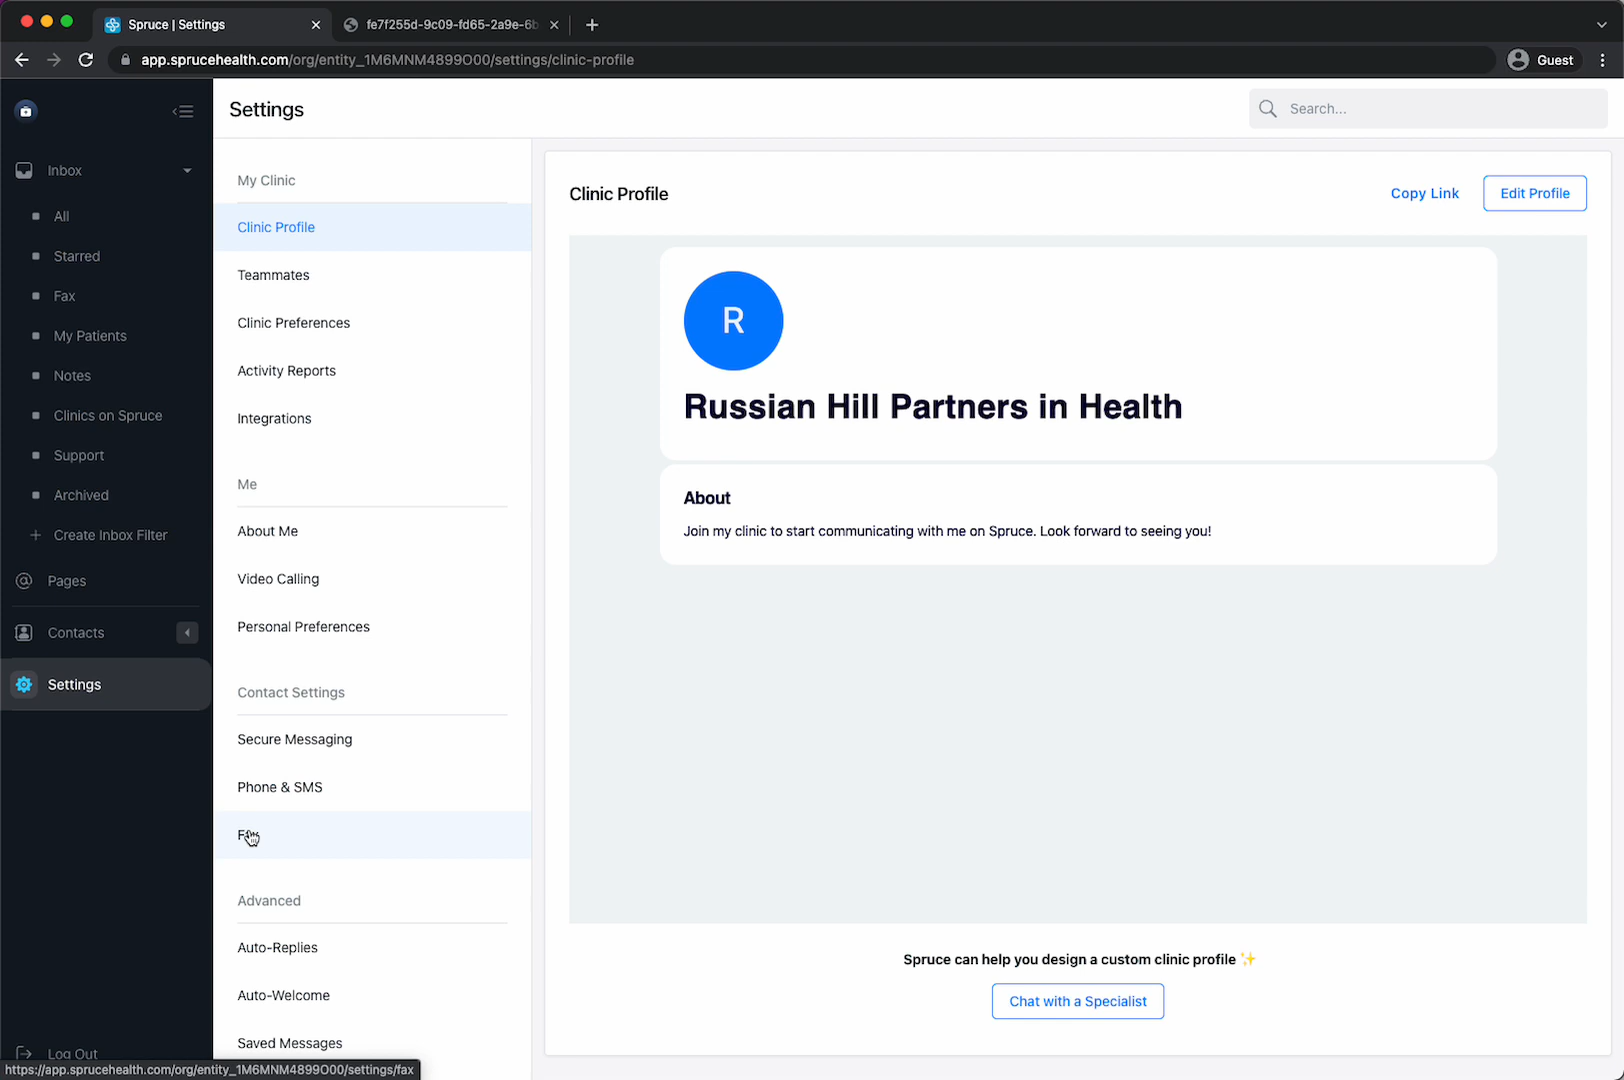 Spruce | Settings
fe7f255d-9c09-fd65-2a9e-6b
app.sprucehealth.com/org/entity_1M6MNM4899O00/settings/clinic-profile
Guest
Settings
Search...
Inbox
All
Starred
Fax
My Patients
Notes
Clinics on Spruce
Support
Archived
Create Inbox Filter
Pages
Contacts
Settings
Log Out
My Clinic
Clinic Profile
Teammates
Clinic Preferences
Activity Reports
Integrations
Me
About Me
Video Calling
Personal Preferences
Contact Settings
Secure Messaging
Phone & SMS
Advanced
Auto-Replies
Auto-Welcome
Saved Messages
Clinic Profile
Copy Link
Edit Profile
R
Russian Hill Partners in Health
About
Join my clinic to start communicating with me on Spruce. Look forward to seeing you!
Spruce can help you design a custom clinic profile ✨
Chat with a Specialist
https://app.sprucehealth.com/org/entity_1M6MNM4899O00/settings/fax